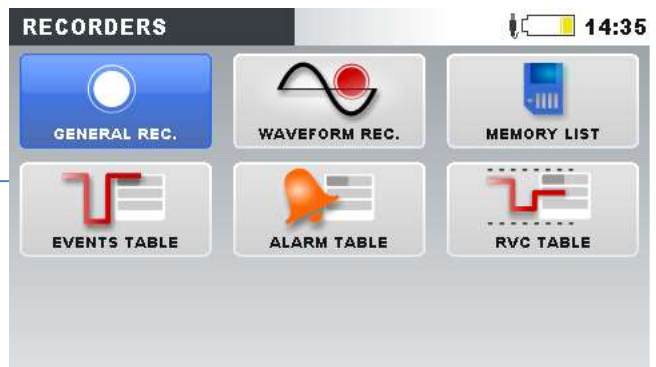 RECORDERS 14:35
GENERAL REC. WAVEFORM REC. MEMORY LIST
EVENTS TABLE ALARM TABLE RVC TABLE